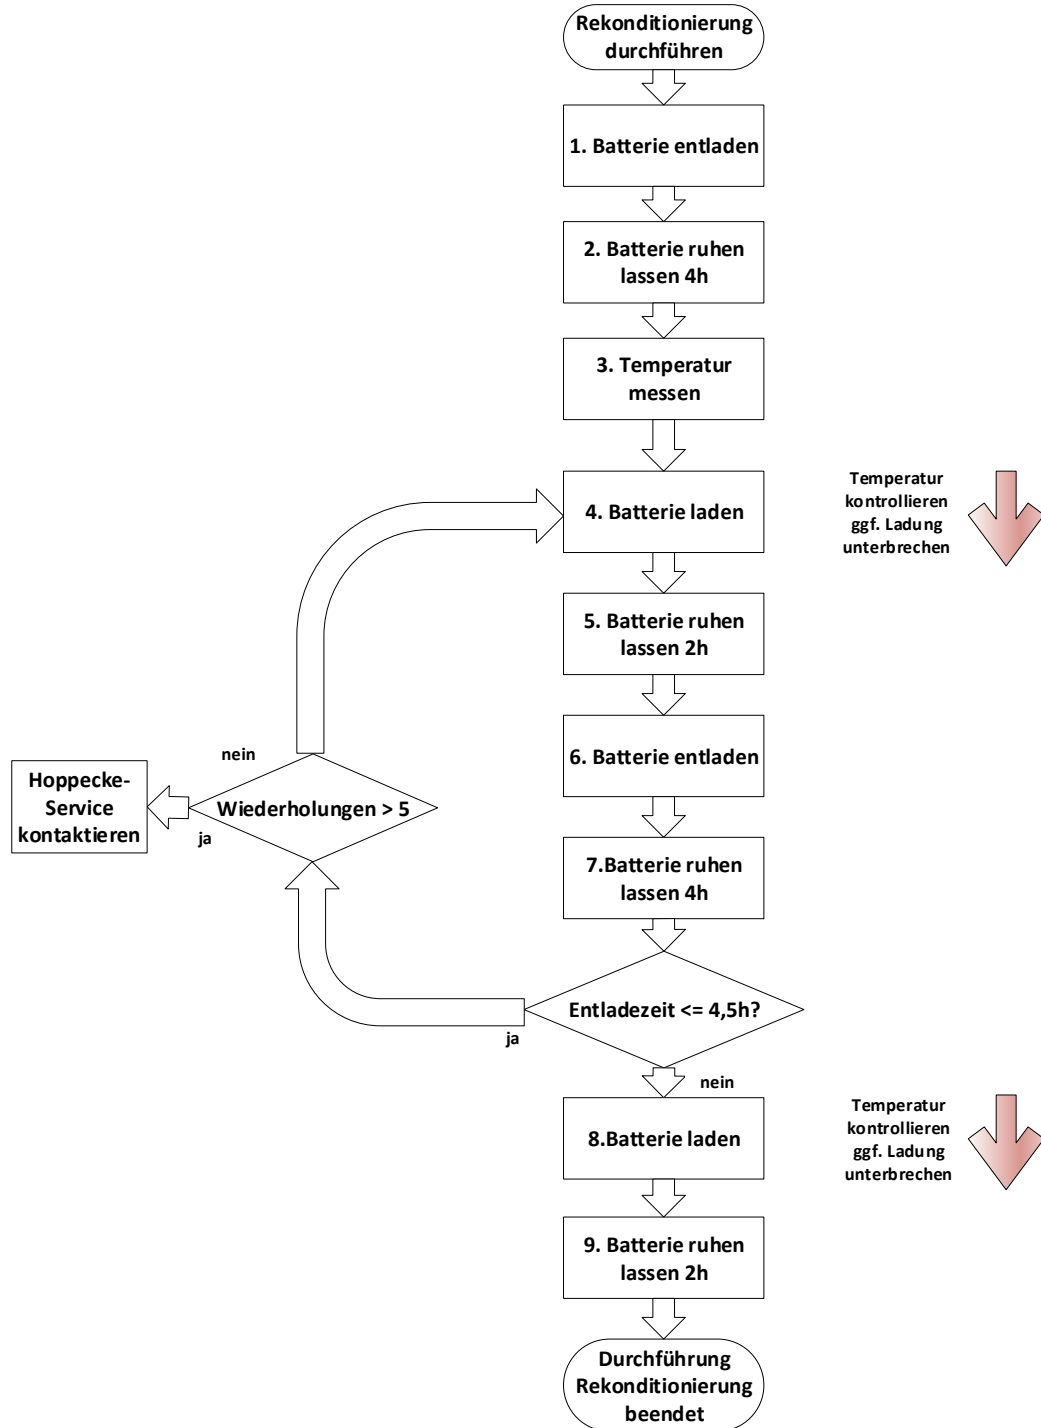 Rekonditionierung
durchführen
1. Batterie entladen
2. Batterie ruhen
lassen 4h
3. Temperatur
messen
4. Batterie laden
Temperatur
kontrollieren
ggf. Ladung
unterbrechen
5. Batterie ruhen
lassen 2h
6. Batterie entladen
nein
Wiederholungen > 5
ja
Hoppecke-
Service
kontaktieren
7.Batterie ruhen
lassen 4h
Entladezeit <= 4,5h?
ja
nein
8.Batterie laden
Temperatur
kontrollieren
ggf. Ladung
unterbrechen
9. Batterie ruhen
lassen 2h
Durchführung
Rekonditionierung
beendet